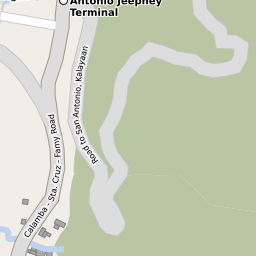 Antonio Jeepney
Terminal
Road to San Antonio, Kalayaan
Calamba - Sta. Cruz - Famy Road